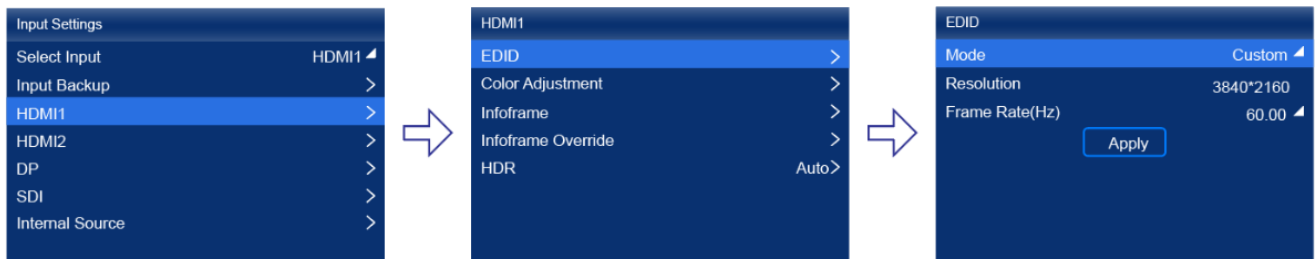 Input Settings
Select Input HDMI1
Input Backup >
HDMI1 >
HDMI2 >
DP >
SDI >
Internal Source >
HDMI1
EDID >
Color Adjustment >
Infoframe >
Infoframe Override >
HDR Auto>
EDID
Mode Custom
Resolution 3840*2160
Frame Rate(Hz) 60.00
Apply